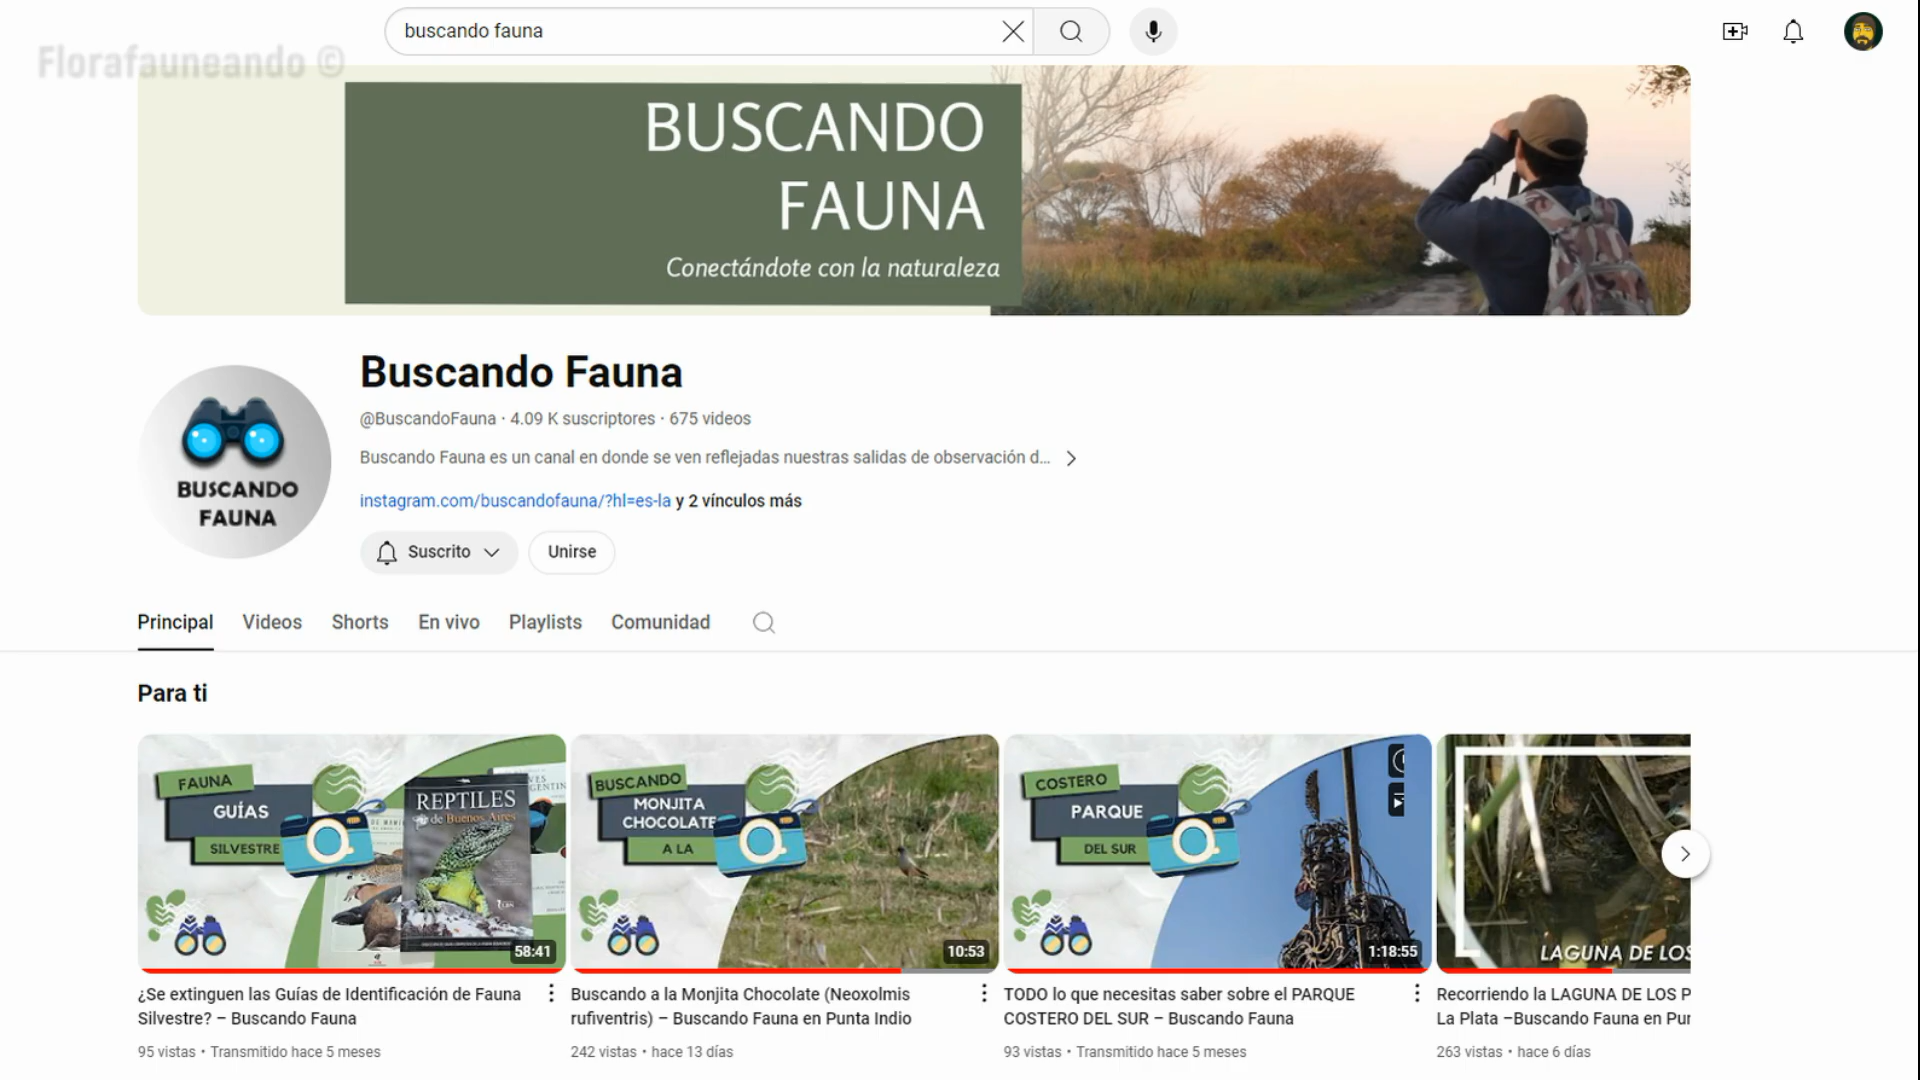 buscando fauna
Florafauneando ©
BUSCANDO
FAUNA
Conectándote con la naturaleza
BUSCANDO
FAUNA
Buscando Fauna
@BuscandoFauna · 4.09 K suscriptores · 675 videos
Buscando Fauna es un canal en donde se ven reflejadas nuestras salidas de observación d...
instagram.com/buscandofauna/?hl=es-la y 2 vínculos más
Suscrito
Unirse
Principal Videos Shorts En vivo Playlists Comunidad
Para ti
FAUNA
GUÍAS
SILVESTRE
REPTILES
de Buenos Aires
58:41
BUSCANDO
MONJITA
CHOCOLATE
A LA
10:53
COSTERO
PARQUE
DEL SUR
1:18:55
LAGUNA DE LOS
¿Se extinguen las Guías de Identificación de Fauna
Silvestre? – Buscando Fauna
95 vistas • Transmitido hace 5 meses
Buscando a la Monjita Chocolate (Neoxolmis
rufiventris) – Buscando Fauna en Punta Indio
242 vistas • hace 13 días
TODO lo que necesitas saber sobre el PARQUE
COSTERO DEL SUR – Buscando Fauna
93 vistas • Transmitido hace 5 meses
Recorriendo la LAGUNA DE LOS P
La Plata –Buscando Fauna en Pun
263 vistas • hace 6 días